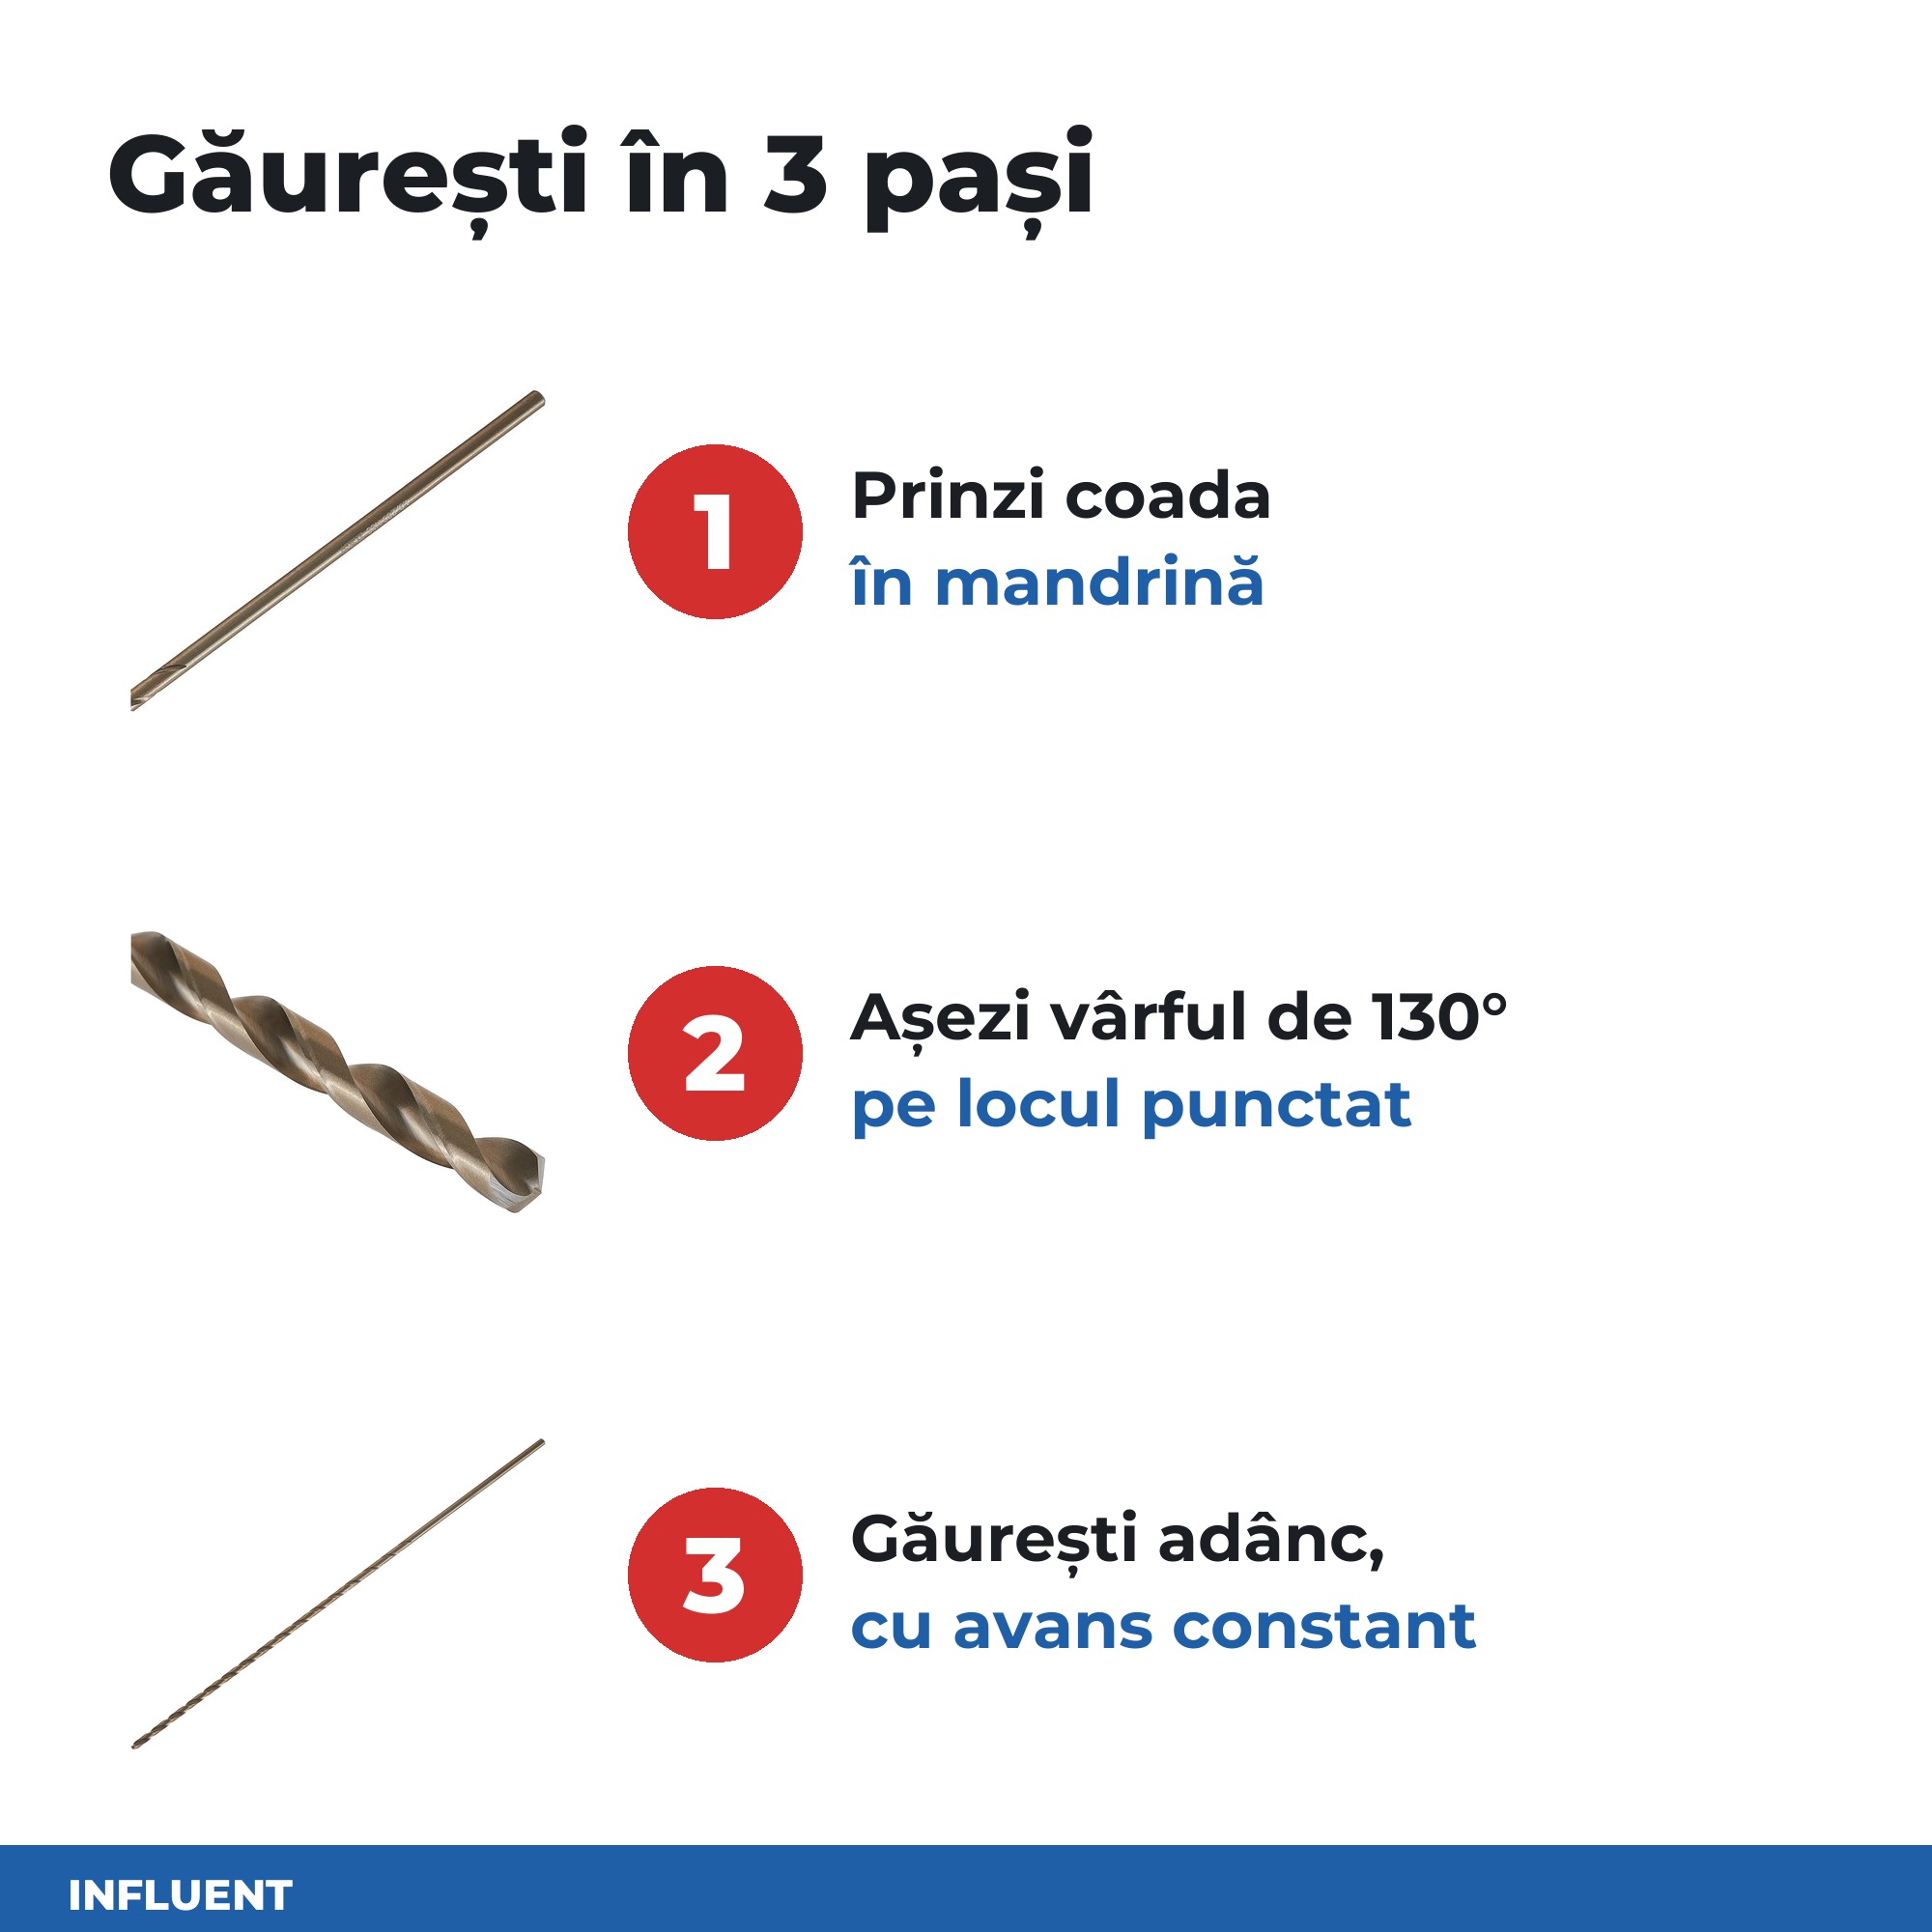 Găurești în 3 pași
1
Prinzi coada
în mandrină
2
Așezi vârful de 130°
pe locul punctat
3
Găurești adânc,
cu avans constant
INFLUENT